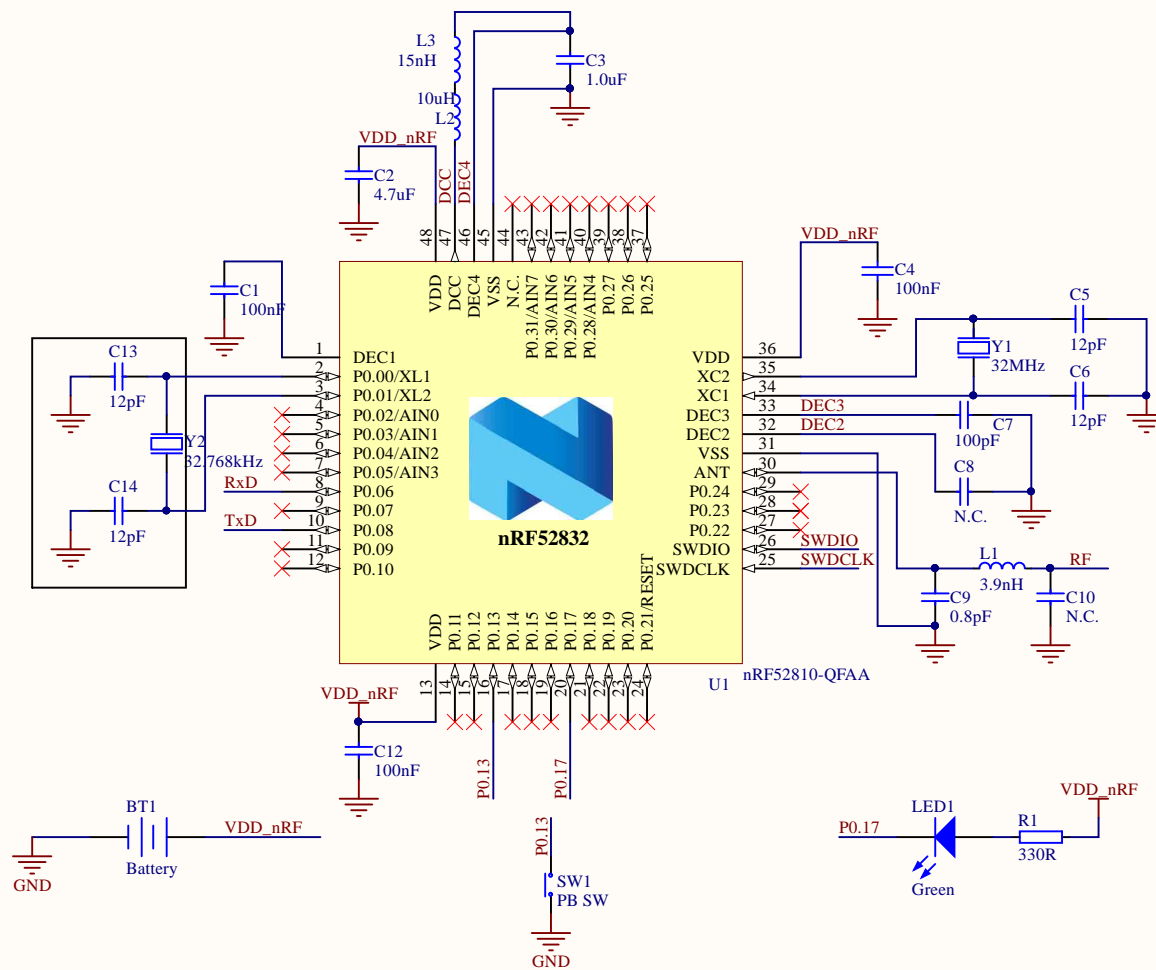 L3
15nH
10uH
L2
C3
1.0uF
VDD_nRF
C2
4.7uF
DCC
DEC4
48
47
46
45
44
43
42
41
40
39
38
37
VDD
DCC
DEC4
VSS
N.C.
P0.31/AIN7
P0.30/AIN6
P0.29/AIN5
P0.28/AIN4
P0.27
P0.26
P0.25
C1
100nF
VDD_nRF
C4
100nF
C13
12pF
Y2
32.768kHz
C14
12pF
RxD
TxD
1
2
3
4
5
6
7
8
9
10
11
12
DEC1
P0.00/XL1
P0.01/XL2
P0.02/AIN0
P0.03/AIN1
P0.04/AIN2
P0.05/AIN3
P0.06
P0.07
P0.08
P0.09
P0.10
nRF52832
VDD
XC2
XC1
DEC3
DEC2
VSS
ANT
P0.24
P0.23
P0.22
SWDIO
SWDCLK
36
35
34
33
32
31
30
29
28
27
26
25
DEC3
DEC2
SWDIO
SWDCLK
C5
12pF
Y1
32MHz
C6
12pF
C7
100pF
C8
N.C.
L1
3.9nH
RF
C9
0.8pF
C10
N.C.
VDD
P0.11
P0.12
P0.13
P0.14
P0.15
P0.16
P0.17
P0.18
P0.19
P0.20
P0.21/RESET
13
14
15
16
17
18
19
20
21
22
23
24
U1
nRF52810-QFAA
VDD_nRF
C12
100nF
P0.13
P0.17
BT1
VDD_nRF
Battery
GND
P0.13
SW1
PB SW
GND
P0.17
LED1
Green
R1
330R
VDD_nRF